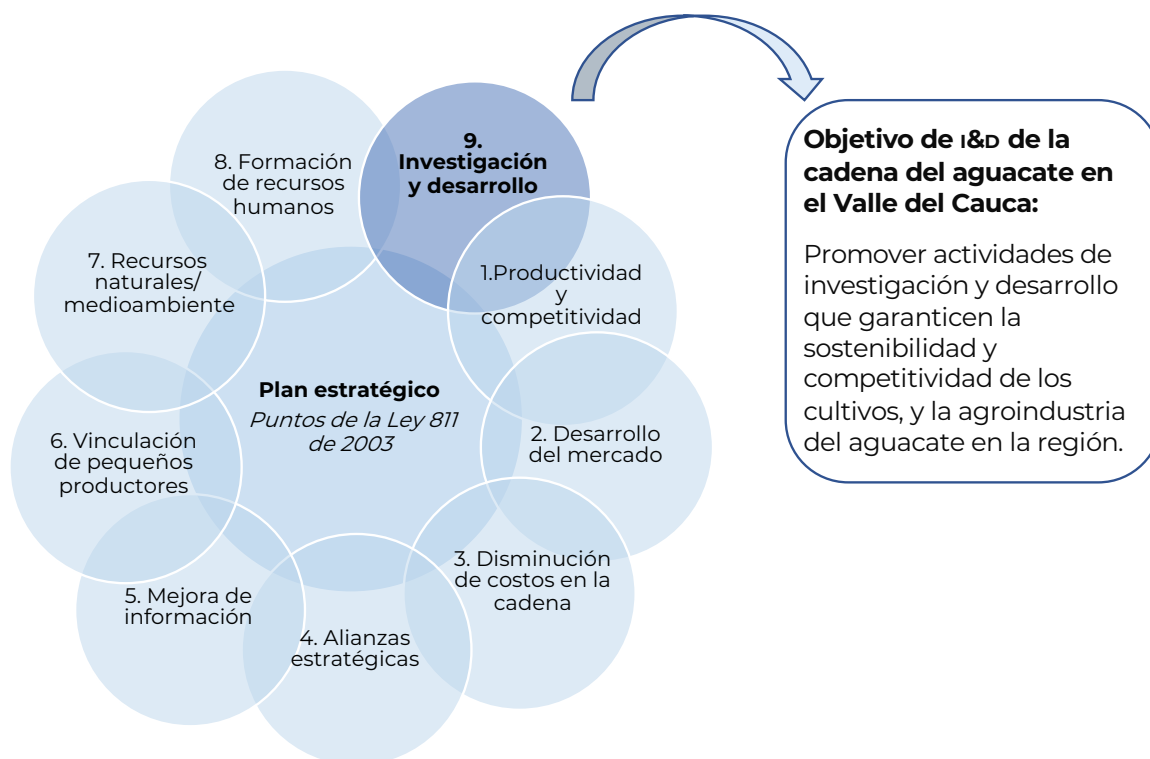 Plan estratégico
Puntos de la Ley 811
de 2003
1.Productividad
y
competitividad
2. Desarrollo
del mercado
3. Disminución
de costos en la
cadena
4. Alianzas
estratégicas
5. Mejora de
información
6. Vinculación
de pequeños
productores
7. Recursos
naturales/
medioambiente
8. Formación
de recursos
humanos
9.
Investigación
y desarrollo
Objetivo de I&D de la
cadena del aguacate en
el Valle del Cauca:
Promover actividades de
investigación y desarrollo
que garanticen la
sostenibilidad y
competitividad de los
cultivos, y la agroindustria
del aguacate en la región.